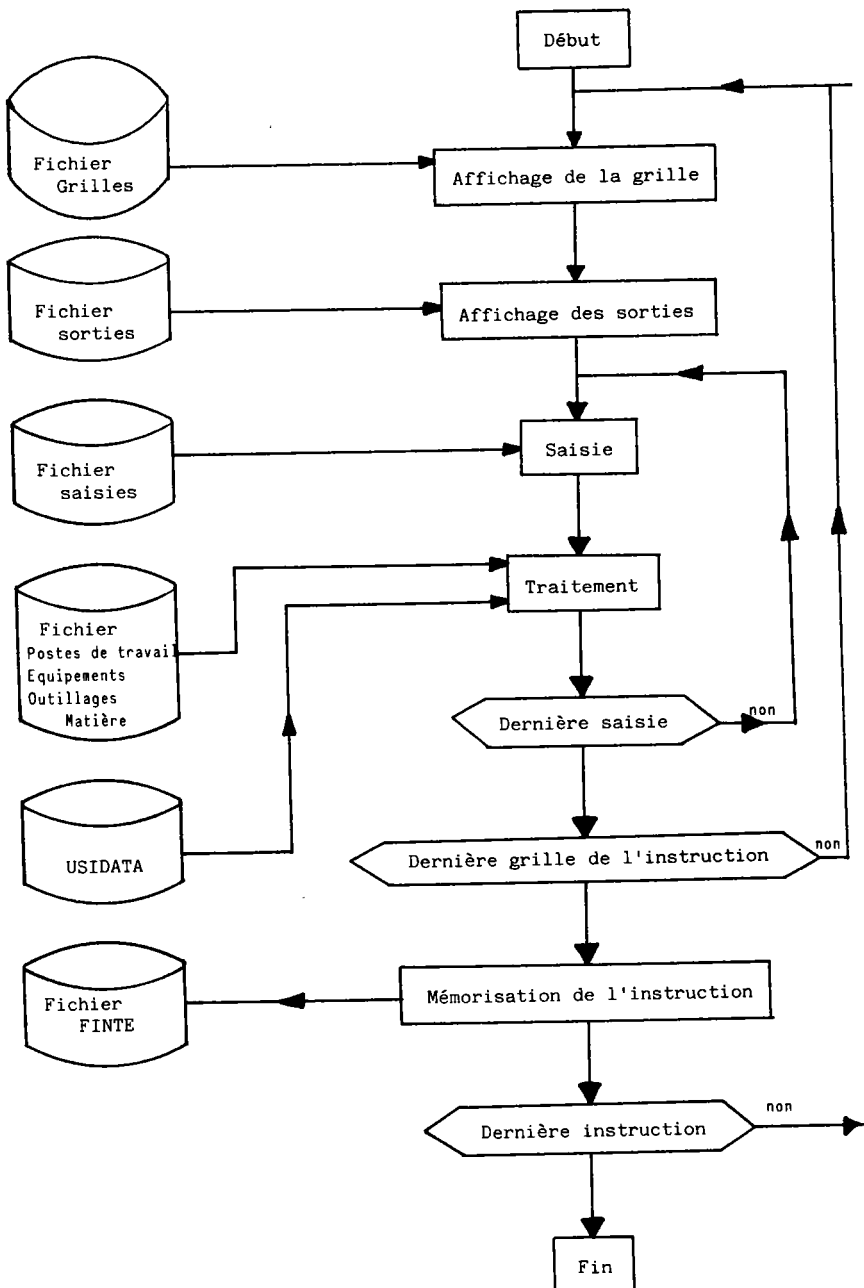 Début
Fichier
Grilles
Affichage de la grille
Fichier
sorties
Affichage des sorties
Fichier
saisies
Saisie
Fichier
Postes de travail
Equipements
Outillages
Matière
Traitement
Dernière saisie
non
USIDATA
Dernière grille de l'instruction
non
Fichier
FINTE
Mémorisation de l'instruction
Dernière instruction
non
Fin